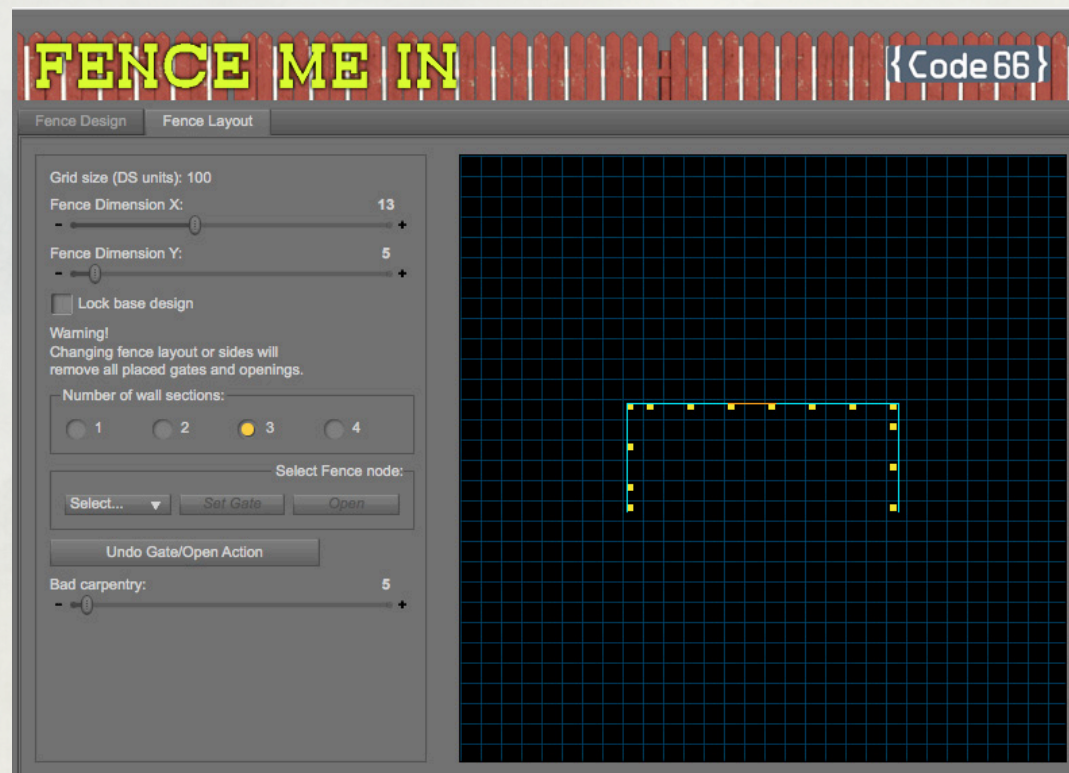 FENCE ME IN
{Code66}
Fence Design Fence Layout
Grid size (DS units): 100
Fence Dimension X: 13
- +
Fence Dimension Y: 5
- +
Lock base design
Warning!
Changing fence layout or sides will
remove all placed gates and openings.
Number of wall sections:
1 2 3 4
Select Fence node:
Select... Set Gate Open
Undo Gate/Open Action
Bad carpentry: 5
- +